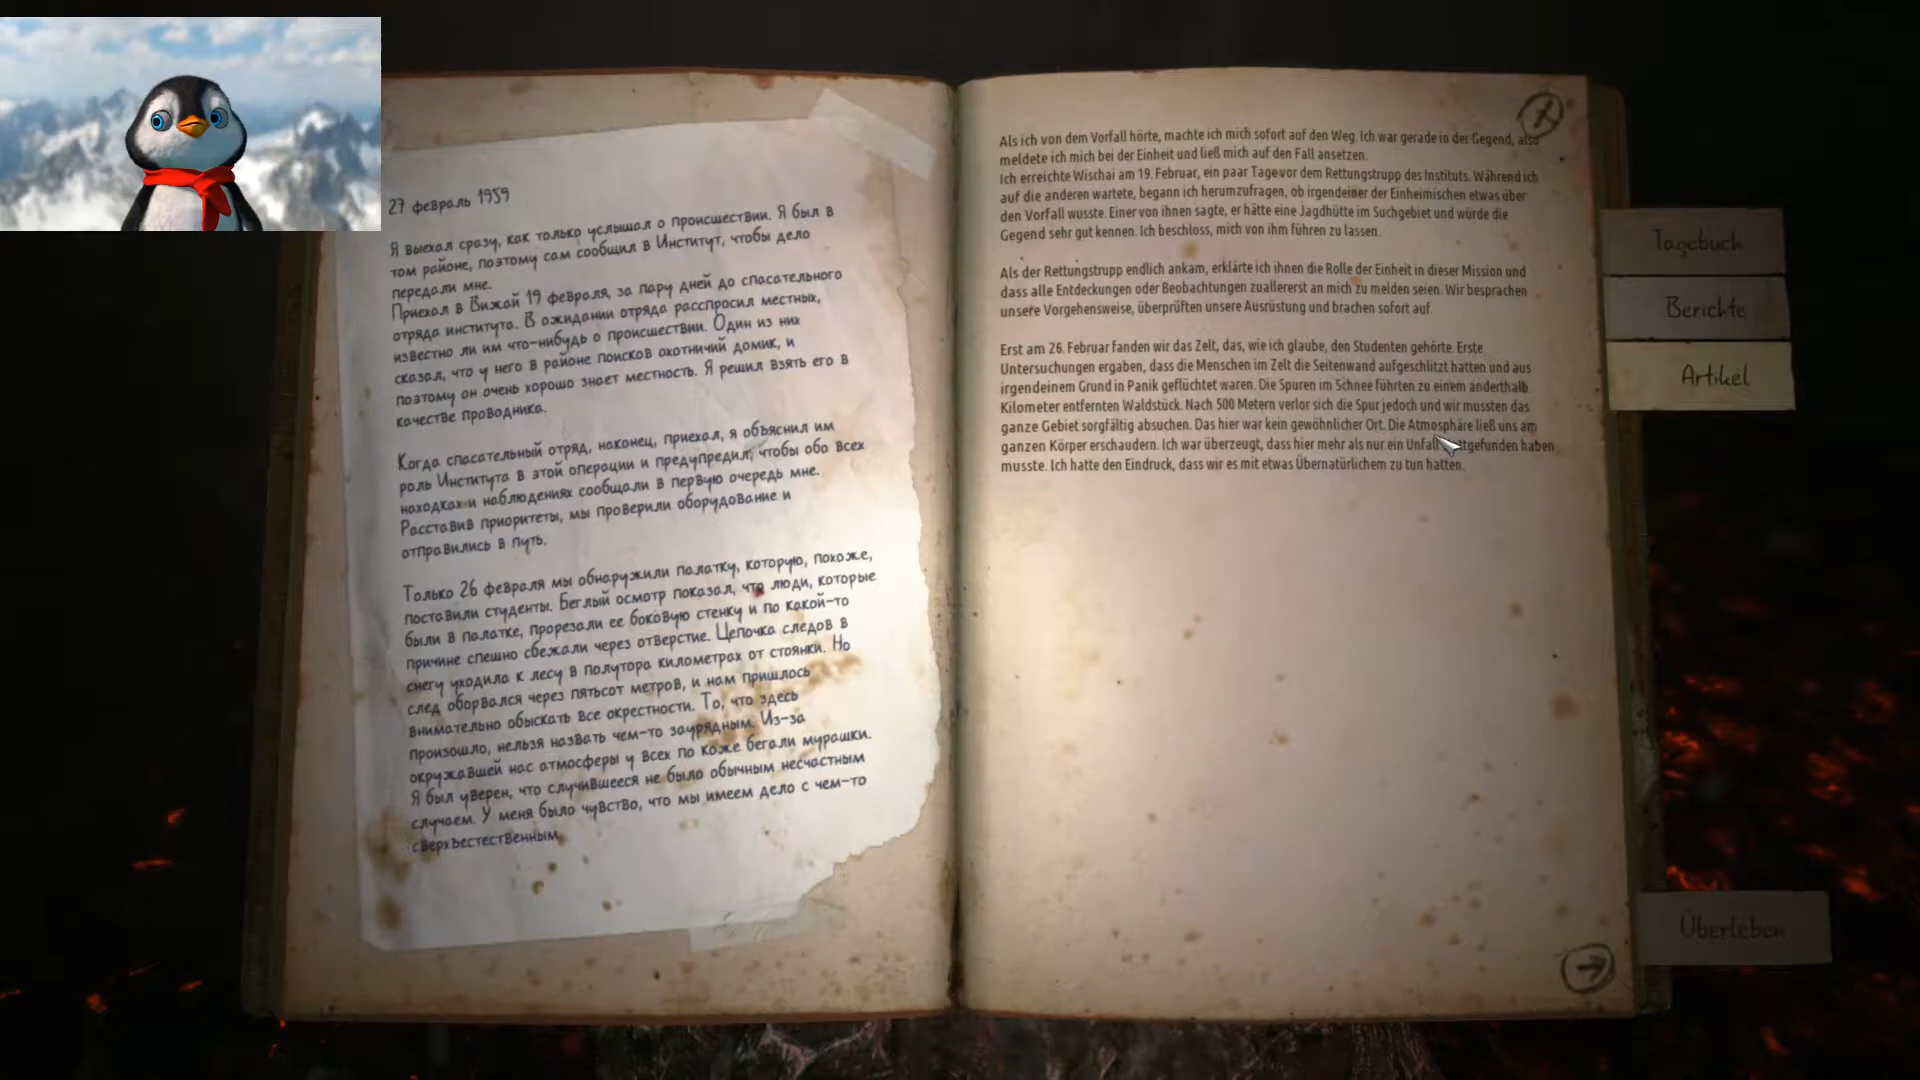 27 февраль 1959
Я выехал сразу, как только услышал о происшествии. Я был в
том районе, поэтому сам сообщил в Институт, чтобы дело
передали мне.
Приехал в Вижай 19 февраля, за пару дней до спасательного
отряда института. В ожидании отряда расспросил местных,
известно ли им что-нибудь о происшествии. Один из них
сказал, что у него в районе поисков охотничий домик, и
поэтому он очень хорошо знает местность. Я решил взять его в
качестве проводника.
Когда спасательный отряд, наконец, приехал, я объяснил им
роль Института в этой операции и предупредил, чтобы обо всех
находках и наблюдениях сообщали в первую очередь мне.
Расставив приоритеты, мы проверили оборудование и
отправились в путь.
Только 26 февраля мы обнаружили палатку, которую, похоже,
поставили студенты. Беглый осмотр показал, что люди, которые
были в палатке, прорезали ее боковую стенку и по какой-то
причине спешно сбежали через отверстие. Цепочка следов в
снегу уходила к лесу в полутора километрах от стоянки. Но
след оборвался через пятьсот метров, и нам пришлось
внимательно обыскать все окрестности. То, что здесь
произошло, нельзя назвать чем-то заурядным. Из-за
окружавшей нас атмосферы у всех по коже бегали мурашки.
Я был уверен, что случившееся не было обычным несчастным
случаем. У меня было чувство, что мы имеем дело с чем-то
сверхъестественным.
Als ich von dem Vorfall hörte, machte ich mich sofort auf den Weg. Ich war gerade in der Gegend, also
meldete ich mich bei der Einheit und ließ mich auf den Fall ansetzen.
Ich erreichte Wischai am 19. Februar, ein paar Tage vor dem Rettungstrupp des Instituts. Während ich
auf die anderen wartete, begann ich herumzufragen, ob irgendeiner der Einheimischen etwas über
den Vorfall wusste. Einer von ihnen sagte, er hätte eine Jagdhütte im Suchgebiet und würde die
Gegend sehr gut kennen. Ich beschloss, mich von ihm führen zu lassen.
Als der Rettungstrupp endlich ankam, erklärte ich ihnen die Rolle der Einheit in dieser Mission und
dass alle Entdeckungen oder Beobachtungen zuallererst an mich zu melden seien. Wir besprachen
unsere Vorgehensweise, überprüften unsere Ausrüstung und brachen sofort auf.
Erst am 26. Februar fanden wir das Zelt, das, wie ich glaube, den Studenten gehörte. Erste
Untersuchungen ergaben, dass die Menschen im Zelt die Seitenwand aufgeschlitzt hatten und aus
irgendeinem Grund in Panik geflüchtet waren. Die Spuren im Schnee führten zu einem anderthalb
Kilometer entfernten Waldstück. Nach 500 Metern verlor sich die Spur jedoch und wir mussten das
ganze Gebiet sorgfältig absuchen. Das hier war kein gewöhnlicher Ort. Die Atmosphäre ließ uns am
ganzen Körper erschaudern. Ich war überzeugt, dass hier mehr als nur ein Unfall stattgefunden haben
musste. Ich hatte den Eindruck, dass wir es mit etwas Übernatürlichem zu tun hatten.
Tagebuch
Berichte
Artikel
Überleben